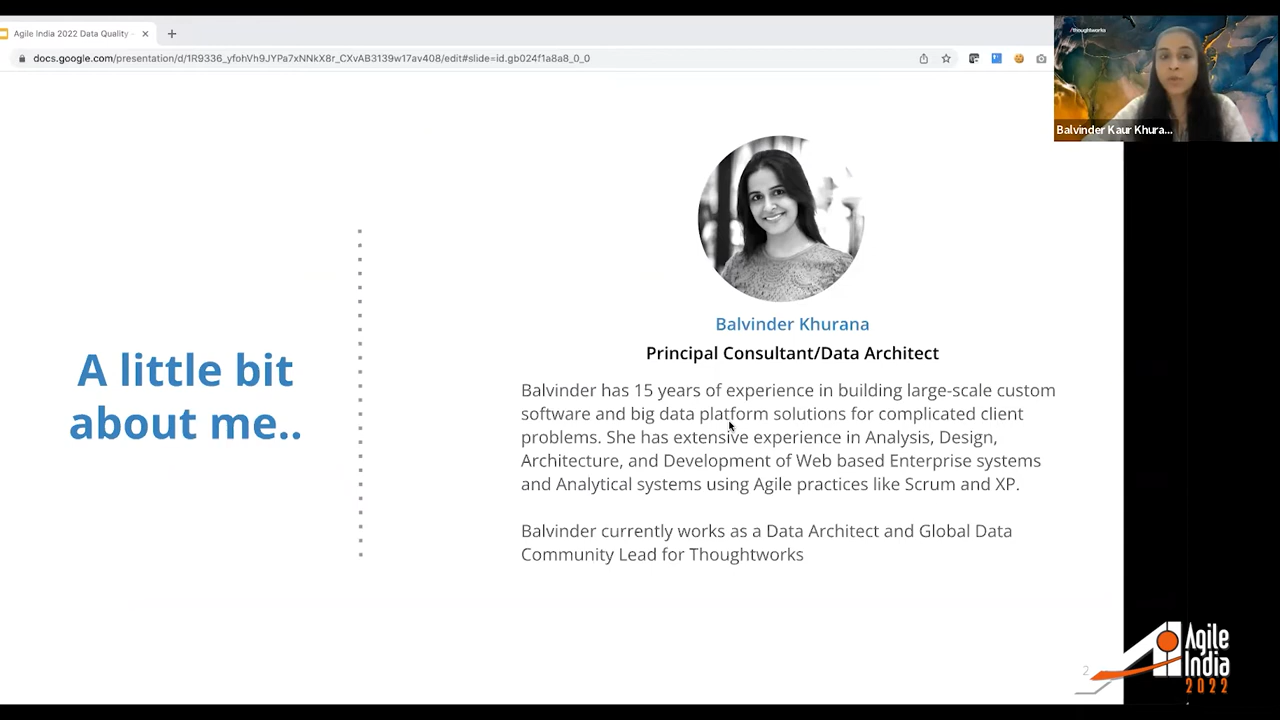 Agile India 2022 Data Quality -
docs.google.com/presentation/d/1R9336_yfohVh9JYPa7xNNkX8r_CXvAB3139w17av408/edit#slide=id.gb024f1a8a8_0_0
/thoughtworks
Balvinder Kaur Khura...
A little bit
about me..
Balvinder Khurana
Principal Consultant/Data Architect
Balvinder has 15 years of experience in building large-scale custom
software and big data platform solutions for complicated client
problems. She has extensive experience in Analysis, Design,
Architecture, and Development of Web based Enterprise systems
and Analytical systems using Agile practices like Scrum and XP.
Balvinder currently works as a Data Architect and Global Data
Community Lead for Thoughtworks
2
Agile
India
2022